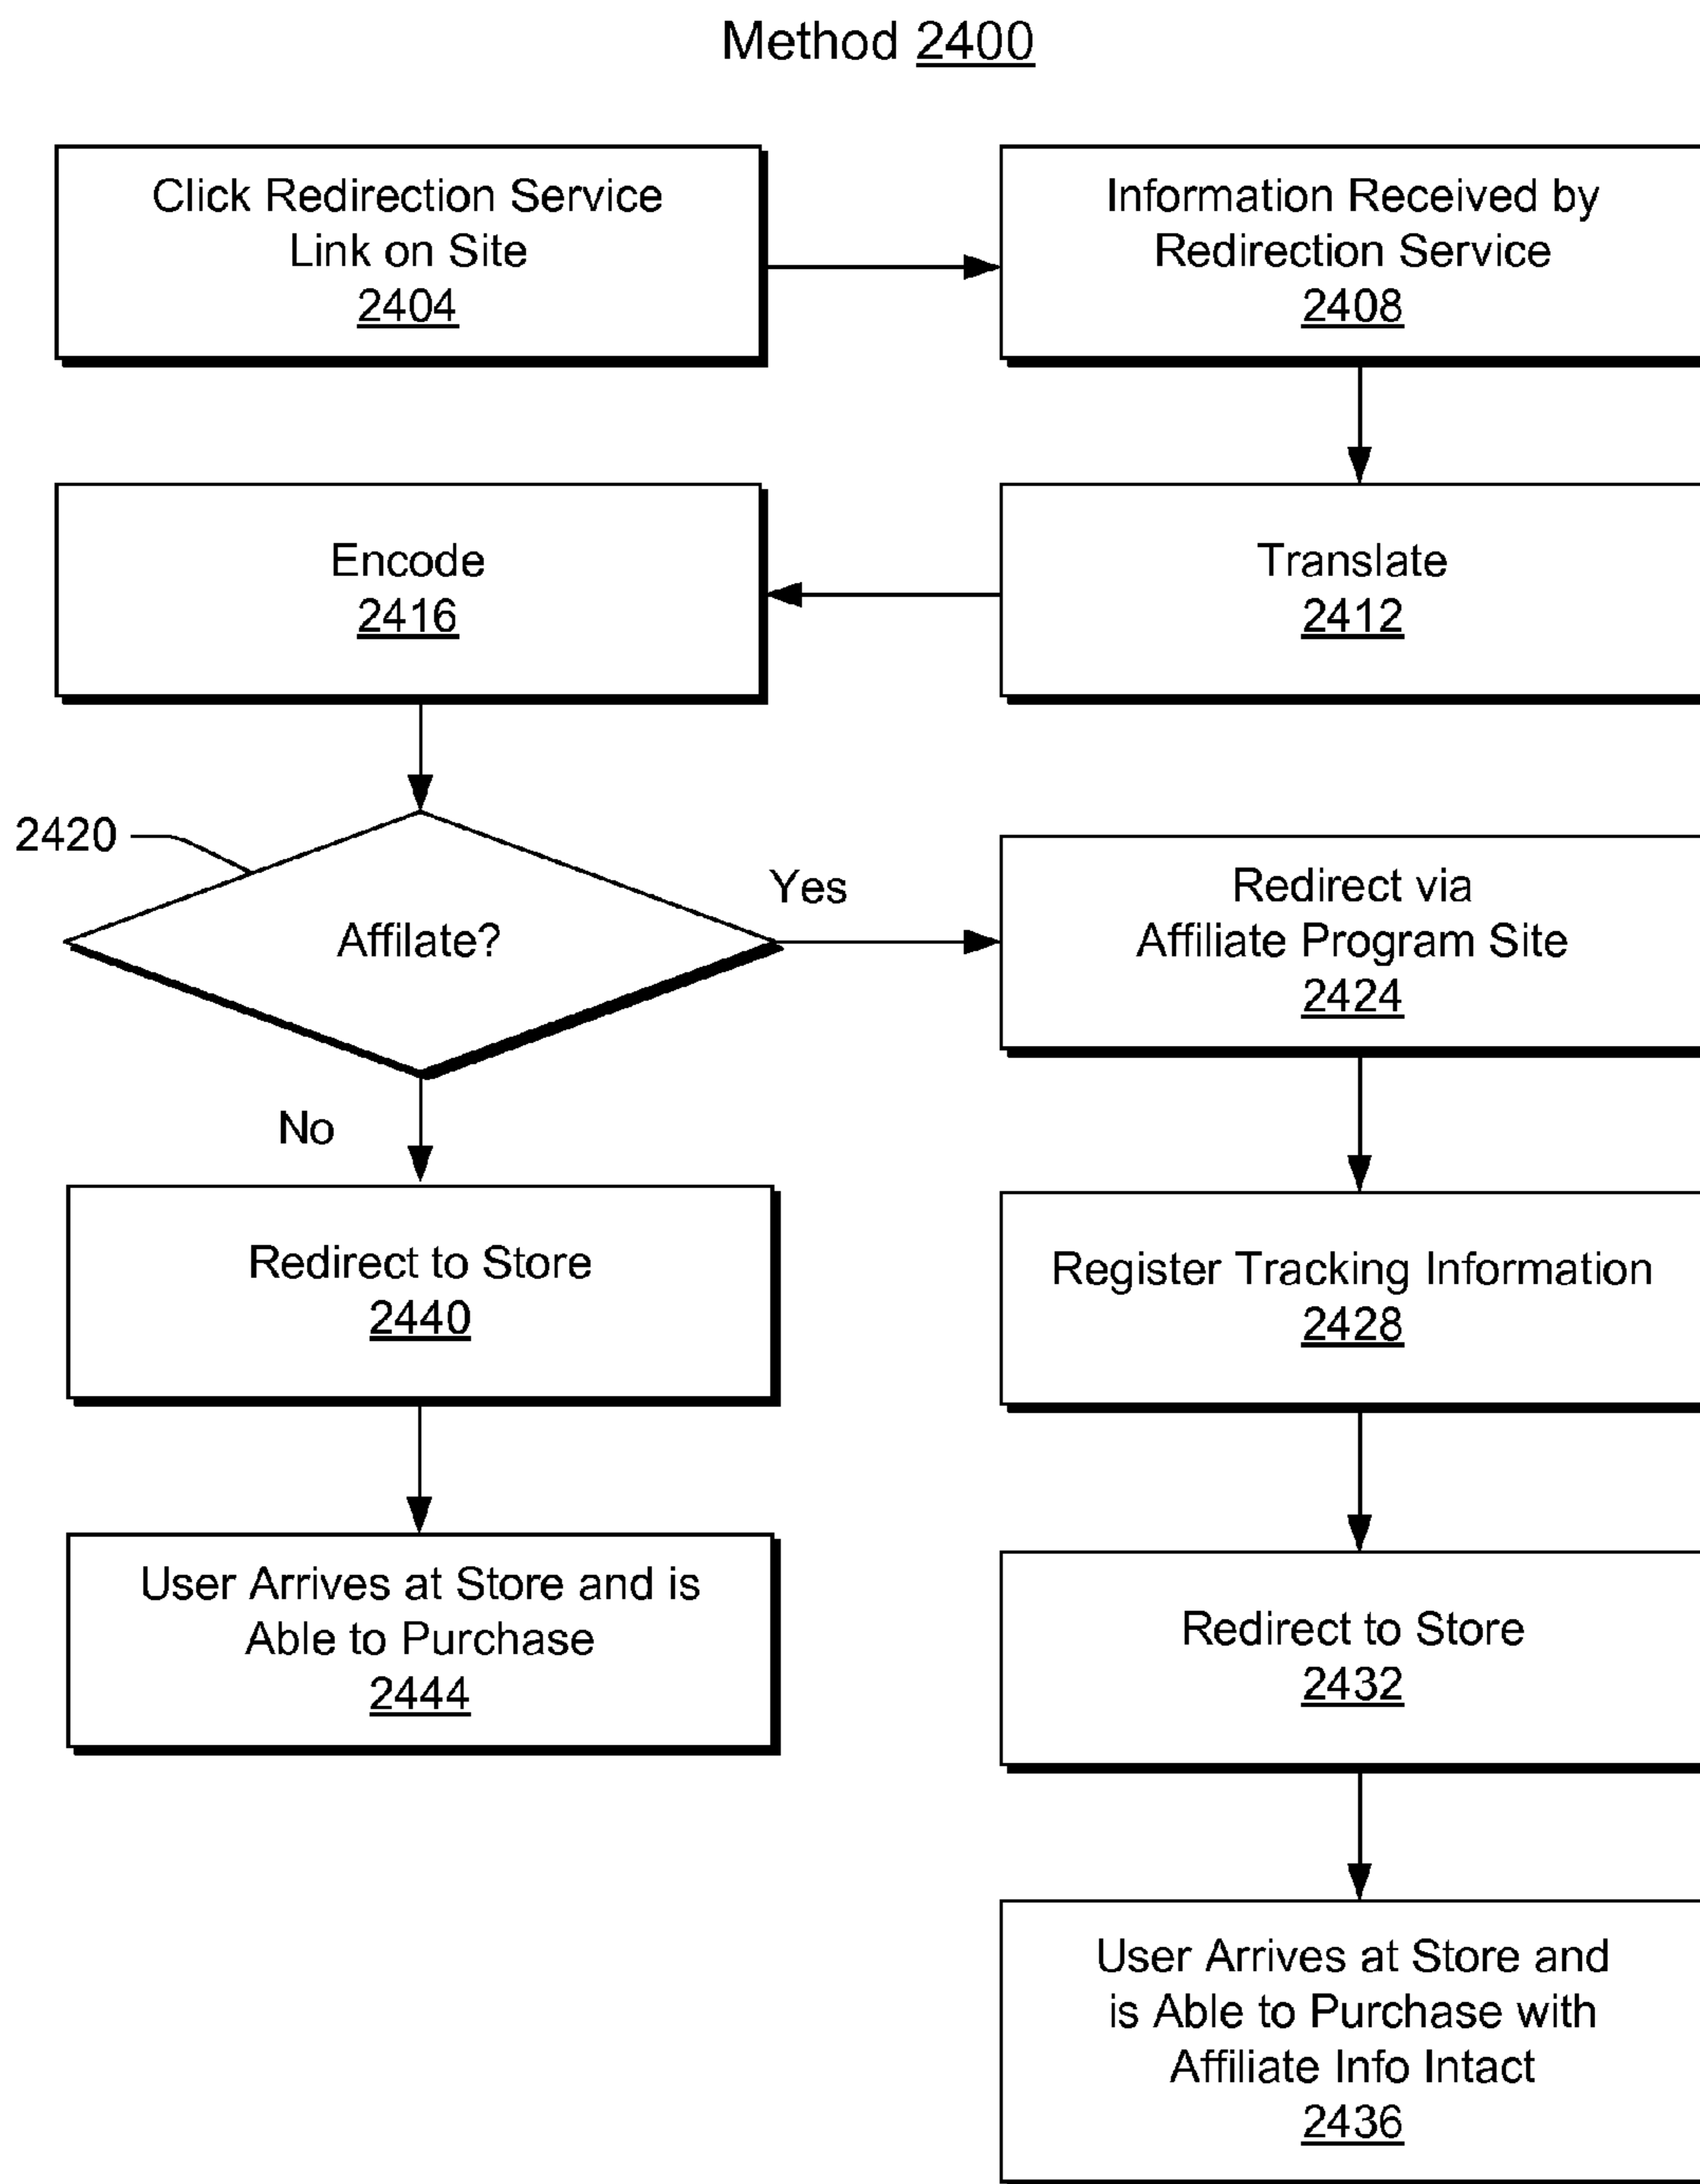 Method 2400
Click Redirection Service
Link on Site
2404
Information Received by
Redirection Service
2408
Translate
2412
Encode
2416
2420
Affilate?
Yes
No
Redirect via
Affiliate Program Site
2424
Register Tracking Information
2428
Redirect to Store
2432
User Arrives at Store and
is Able to Purchase with
Affiliate Info Intact
2436
Redirect to Store
2440
User Arrives at Store and is
Able to Purchase
2444